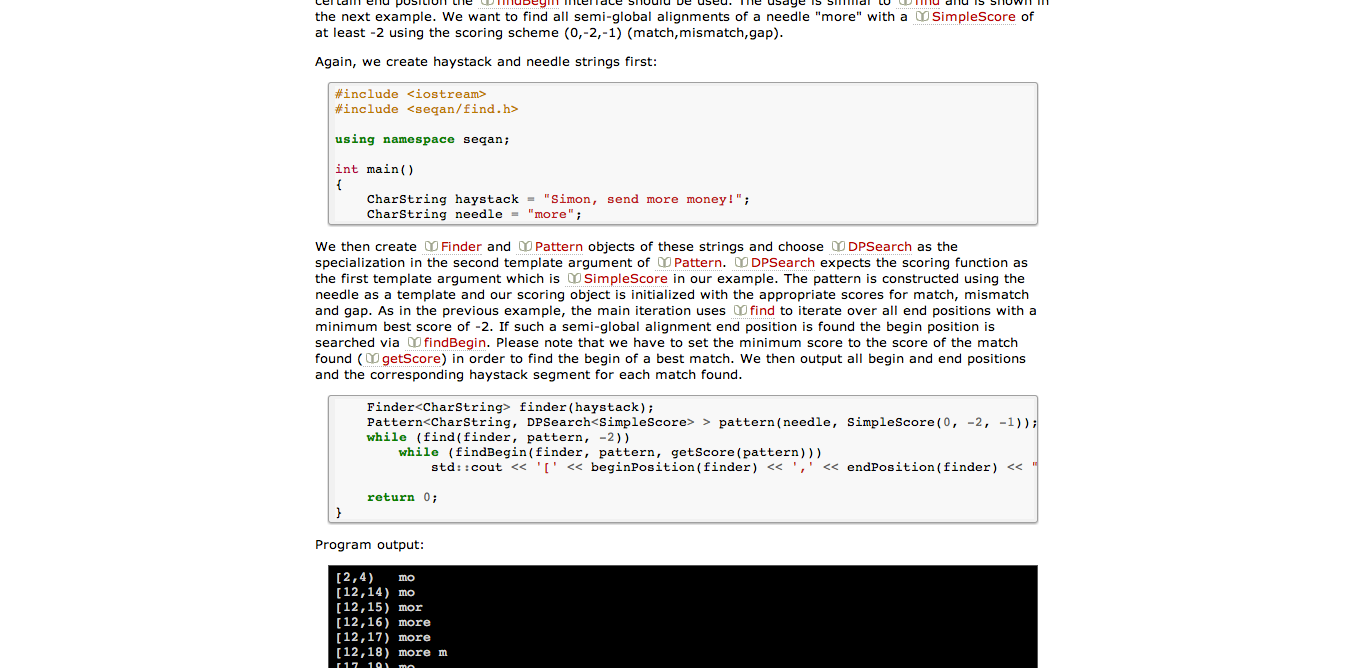 certain end position the findBegin interface should be used. The usage is similar to find and is shown in
the next example. We want to find all semi-global alignments of a needle "more" with a SimpleScore of
at least -2 using the scoring scheme (0,-2,-1) (match,mismatch,gap).
Again, we create haystack and needle strings first:
#include <iostream>
#include <seqan/find.h>
using namespace seqan;
int main()
{
CharString haystack = "Simon, send more money!";
CharString needle = "more";
We then create Finder and Pattern objects of these strings and choose DPSearch as the
specialization in the second template argument of Pattern. DPSearch expects the scoring function as
the first template argument which is SimpleScore in our example. The pattern is constructed using the
needle as a template and our scoring object is initialized with the appropriate scores for match, mismatch
and gap. As in the previous example, the main iteration uses find to iterate over all end positions with a
minimum best score of -2. If such a semi-global alignment end position is found the begin position is
searched via findBegin. Please note that we have to set the minimum score to the score of the match
found (getScore) in order to find the begin of a best match. We then output all begin and end positions
and the corresponding haystack segment for each match found.
Finder<CharString> finder(haystack);
Pattern<CharString, DPSearch<SimpleScore> > pattern(needle, SimpleScore(0, -2, -1));
while (find(finder, pattern, -2))
while (findBegin(finder, pattern, getScore(pattern)))
std::cout << '[' << beginPosition(finder) << ',' << endPosition(finder) << "
return 0;
}
Program output:
[2,4) mo
[12,14) mo
[12,15) mor
[12,16) more
[12,17) more
[12,18) more m
[17,19) mo